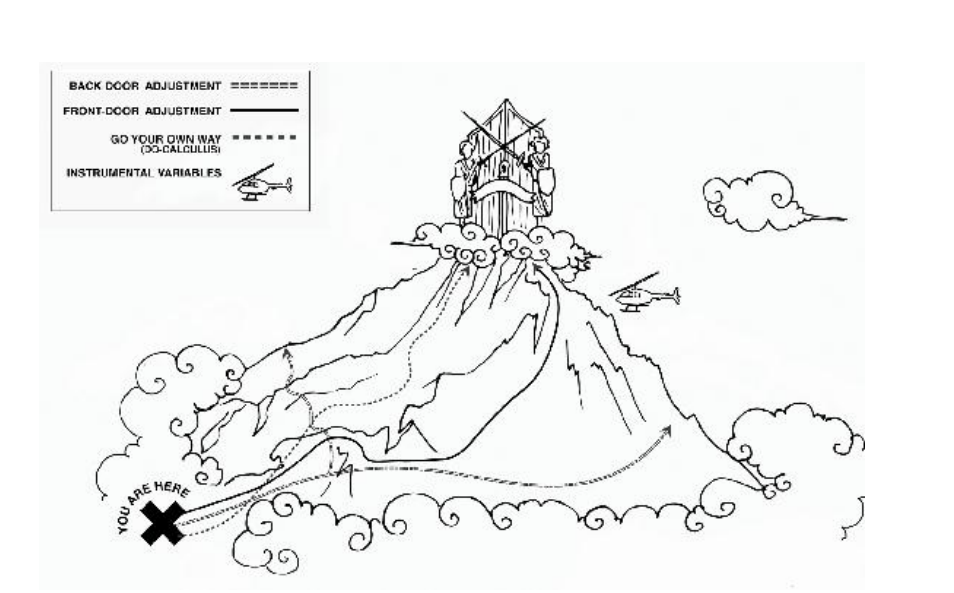 BACK DOOR ADJUSTMENT
FRONT-DOOR ADJUSTMENT
GO YOUR OWN WAY
(DO-CALCULUS)
INSTRUMENTAL VARIABLES
YOU ARE HERE